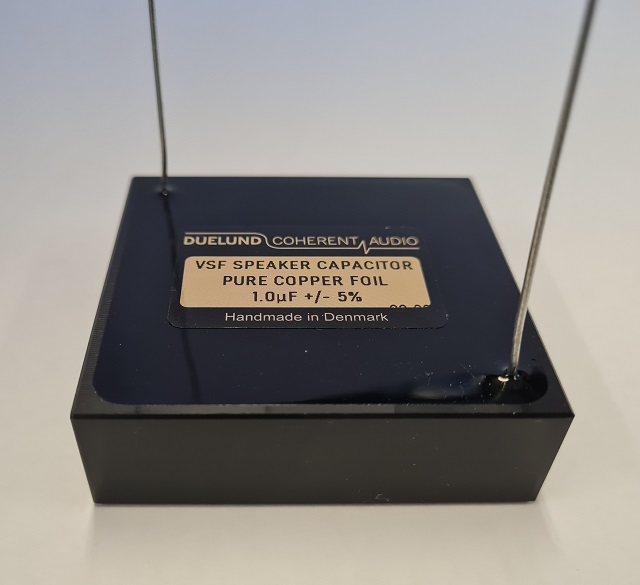 DUELUND COHERENT AUDIO
VSF SPEAKER CAPACITOR
PURE COPPER FOIL
1.0µF +/- 5%
Handmade in Denmark